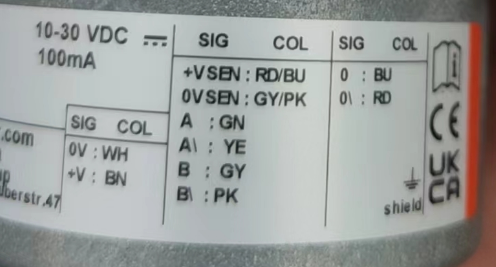 10-30 VDC
100mA
.com
lberstr.47
SIG COL
0V : WH
+V : BN
SIG COL
+VSEN : RD/BU
0VSEN : GY/PK
A : GN
A\ : YE
B : GY
B\ : PK
SIG COL
0 : BU
0\ : RD
shield
i
CE
UK
CA